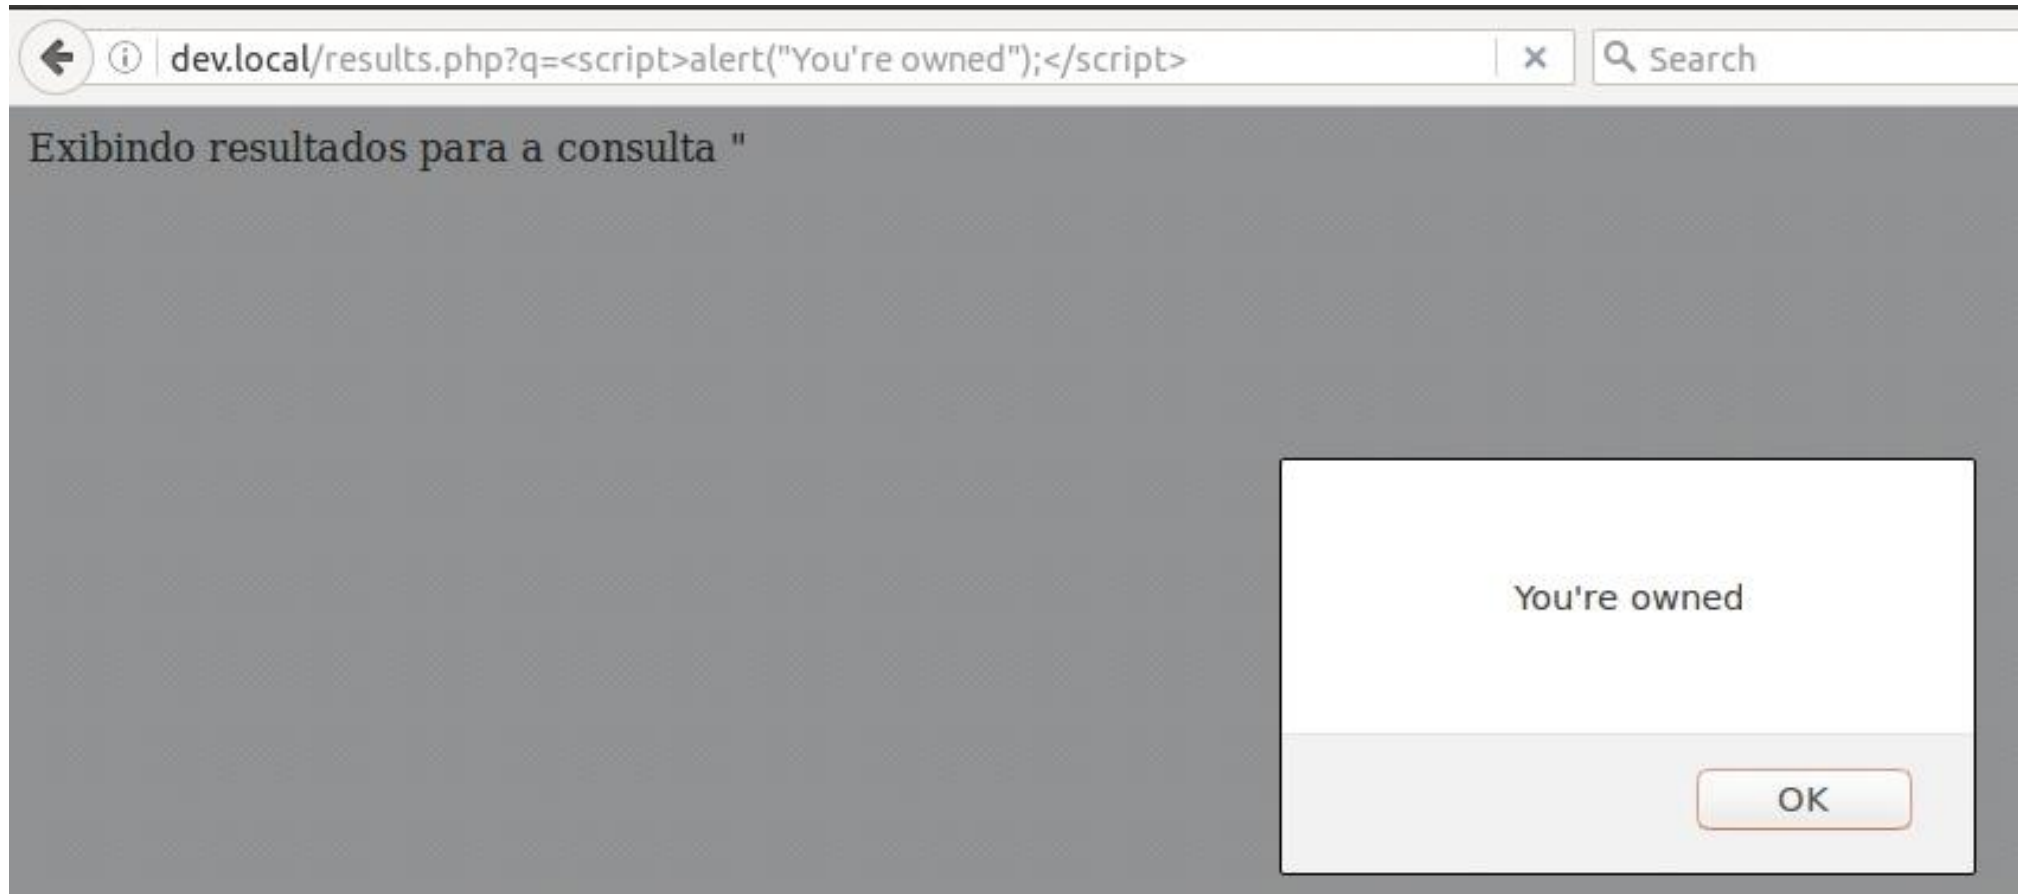 dev.local/results.php?q=<script>alert("You're owned");</script>
Search
Exibindo resultados para a consulta "
You're owned
OK